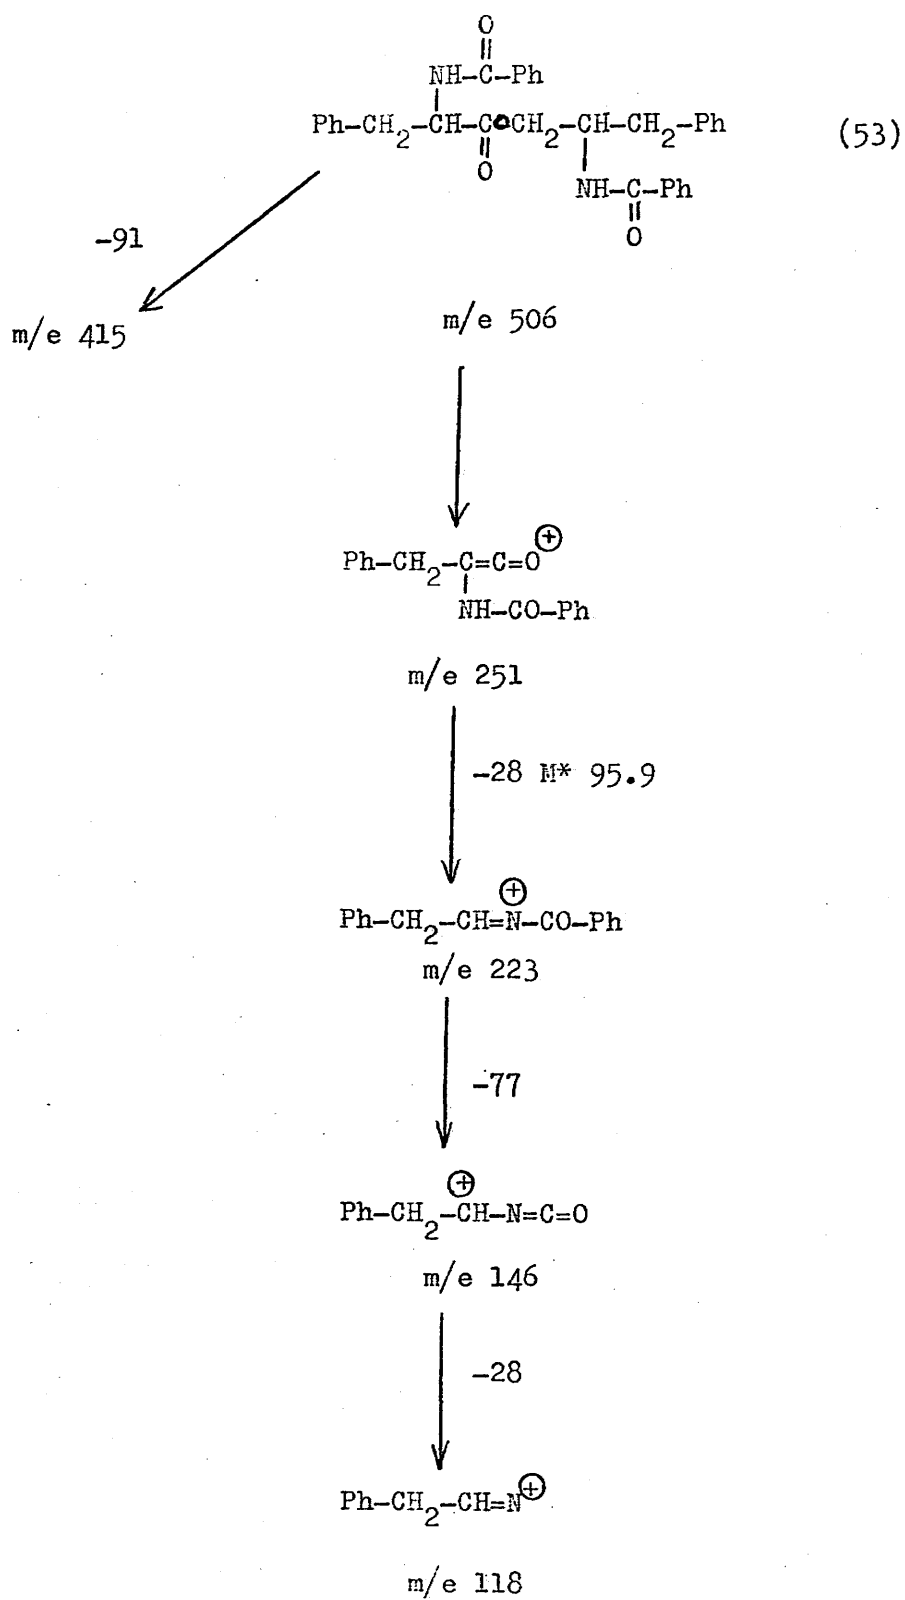 O
||
NH-C-Ph
Ph-CH2-CH-C●CH2-CH-CH2-Ph (53)
||
O
NH-C-Ph
||
O
-91
m/e 415
m/e 506
Ph-CH2-C=C=O⊕
NH-CO-Ph
m/e 251
-28 M* 95.9
⊕
Ph-CH2-CH=N-CO-Ph
m/e 223
-77
⊕
Ph-CH2-CH-N=C=O
m/e 146
-28
Ph-CH2-CH=N⊕
m/e 118